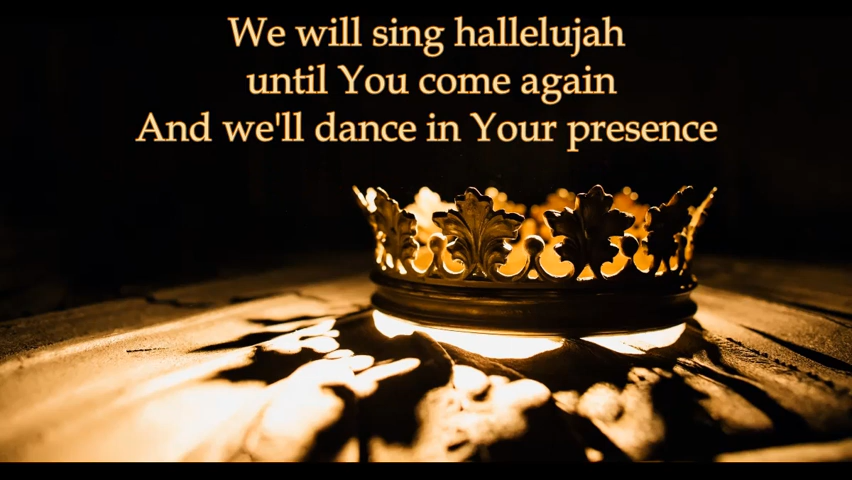 We will sing hallelujah
until You come again
And we'll dance in Your presence